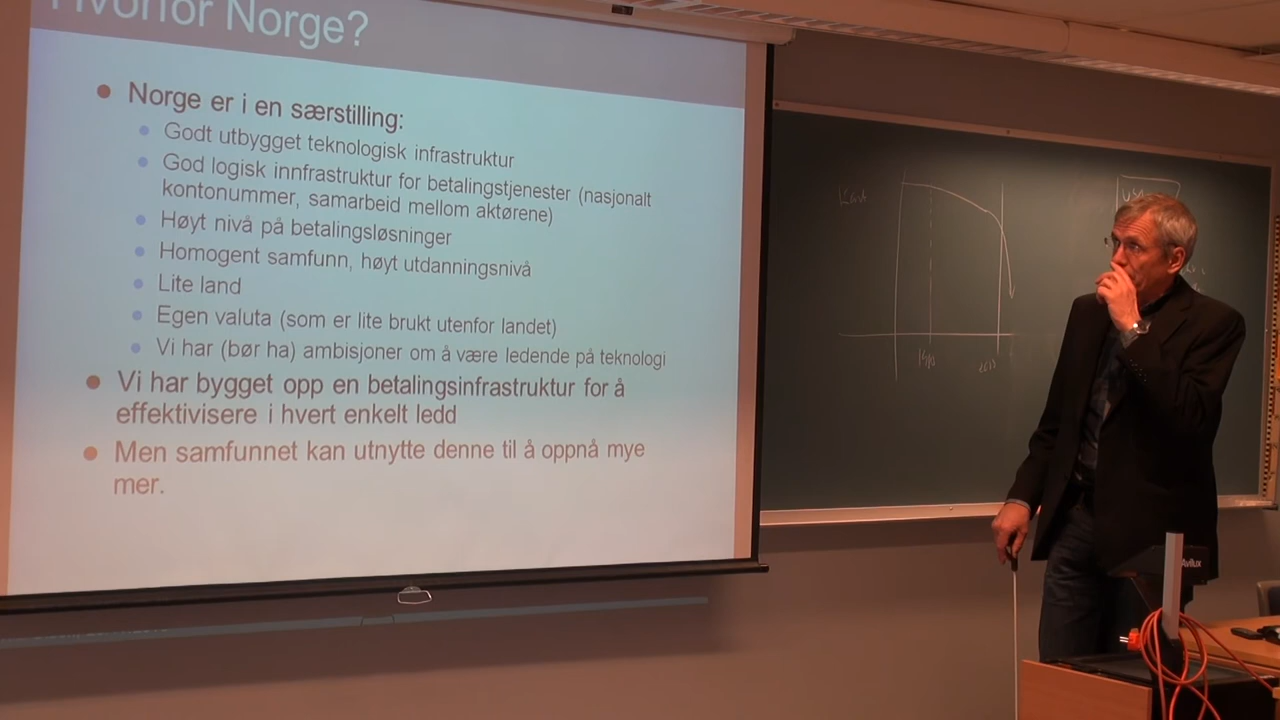 Hvorfor Norge?
Norge er i en særstilling:
Godt utbygget teknologisk infrastruktur
God logisk innfrastruktur for betalingstjenester (nasjonalt
kontonummer, samarbeid mellom aktørene)
Høyt nivå på betalingsløsninger
Homogent samfunn, høyt utdanningsnivå
Lite land
Egen valuta (som er lite brukt utenfor landet)
Vi har (bør ha) ambisjoner om å være ledende på teknologi
Vi har bygget opp en betalingsinfrastruktur for å
effektivisere i hvert enkelt ledd
Men samfunnet kan utnytte denne til å oppnå mye
mer.
USA
Avilux